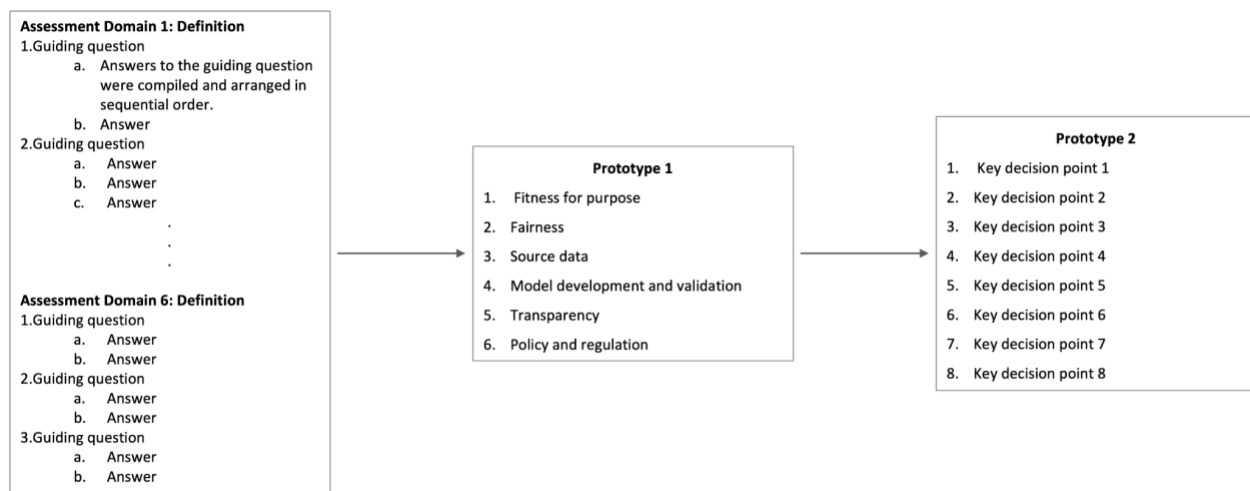 Assessment Domain 1: Definition
1.Guiding question
a. Answers to the guiding question
were compiled and arranged in
sequential order.
b. Answer
2.Guiding question
a. Answer
b. Answer
c. Answer
.
.
.
Assessment Domain 6: Definition
1.Guiding question
a. Answer
b. Answer
2.Guiding question
a. Answer
b. Answer
3.Guiding question
a. Answer
b. Answer
Prototype 1
1. Fitness for purpose
2. Fairness
3. Source data
4. Model development and validation
5. Transparency
6. Policy and regulation
Prototype 2
1. Key decision point 1
2. Key decision point 2
3. Key decision point 3
4. Key decision point 4
5. Key decision point 5
6. Key decision point 6
7. Key decision point 7
8. Key decision point 8